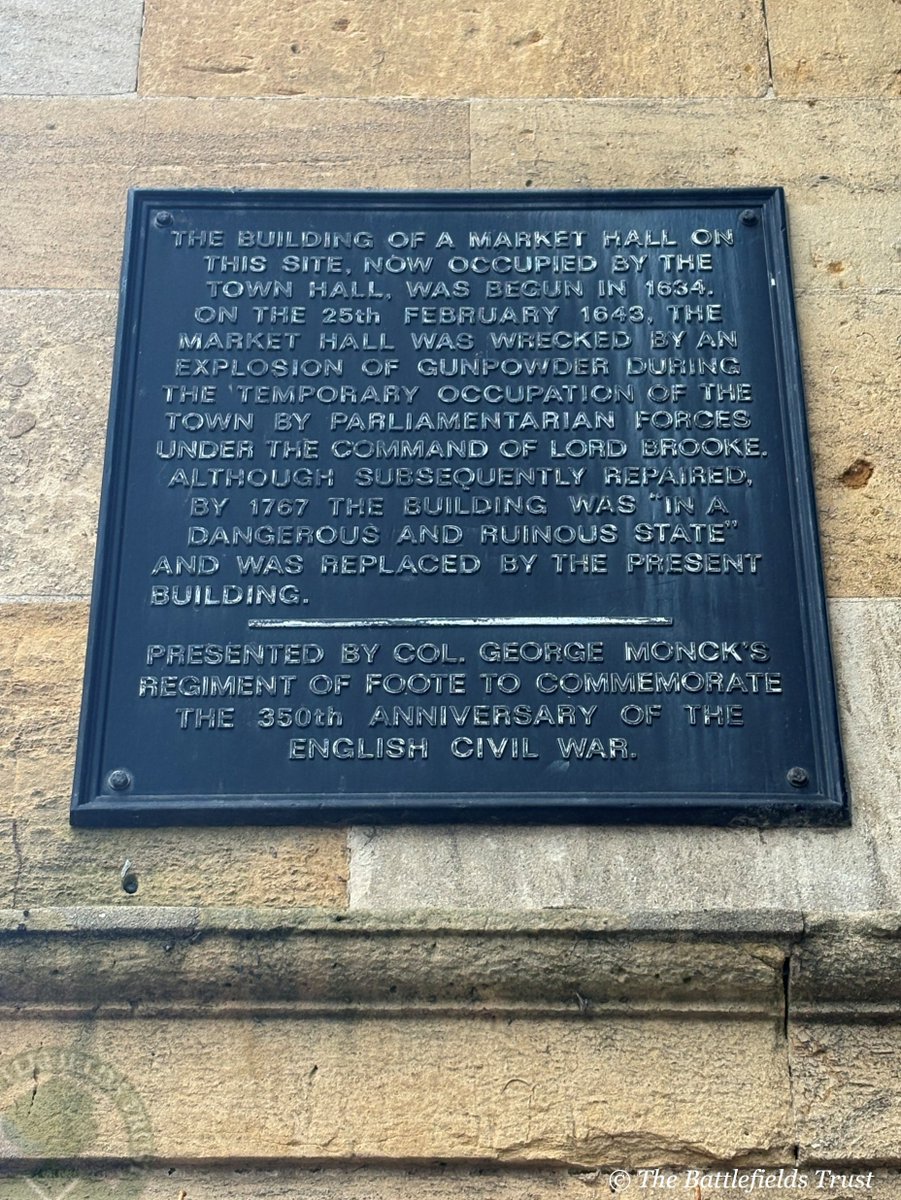 THE BUILDING OF A MARKET HALL ON
THIS SITE, NOW OCCUPIED BY THE
TOWN HALL, WAS BEGUN IN 1634.
ON THE 25th FEBRUARY 1643, THE
MARKET HALL WAS WRECKED BY AN
EXPLOSION OF GUNPOWDER DURING
THE TEMPORARY OCCUPATION OF THE
TOWN BY PARLIAMENTARIAN FORCES
UNDER THE COMMAND OF LORD BROOKE.
ALTHOUGH SUBSEQUENTLY REPAIRED,
BY 1767 THE BUILDING WAS "IN A
DANGEROUS AND RUINOUS STATE"
AND WAS REPLACED BY THE PRESENT
BUILDING.
PRESENTED BY COL. GEORGE MONCK'S
REGIMENT OF FOOTE TO COMMEMORATE
THE 350th ANNIVERSARY OF THE
ENGLISH CIVIL WAR.
© The Battlefields Trust